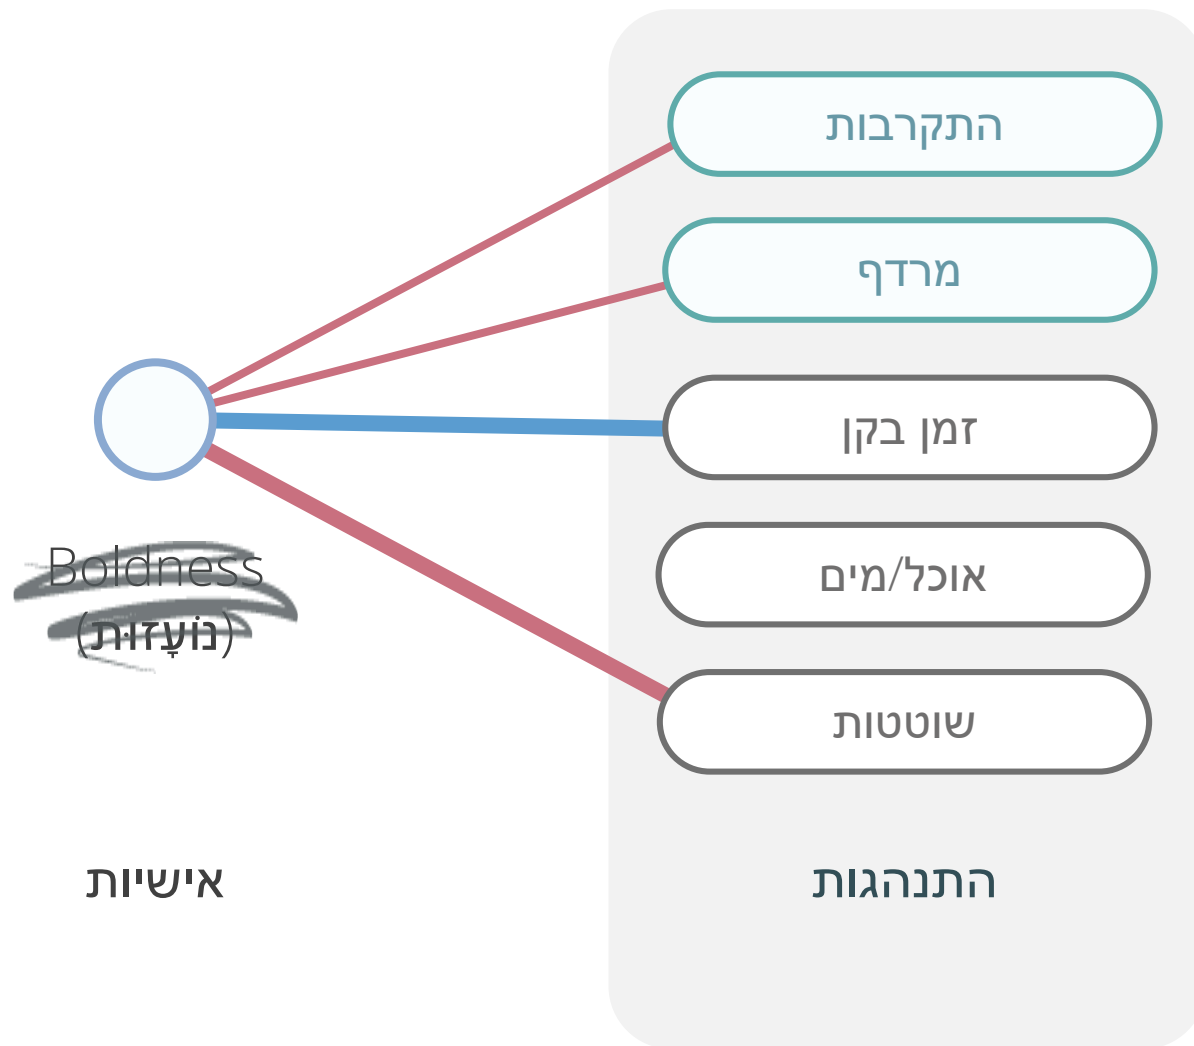 התקרבות
מרדף
זמן בקן
אוכל/מים
שוטטות
Boldness
(נוֹעָזוּת)
אישיות
התנהגות